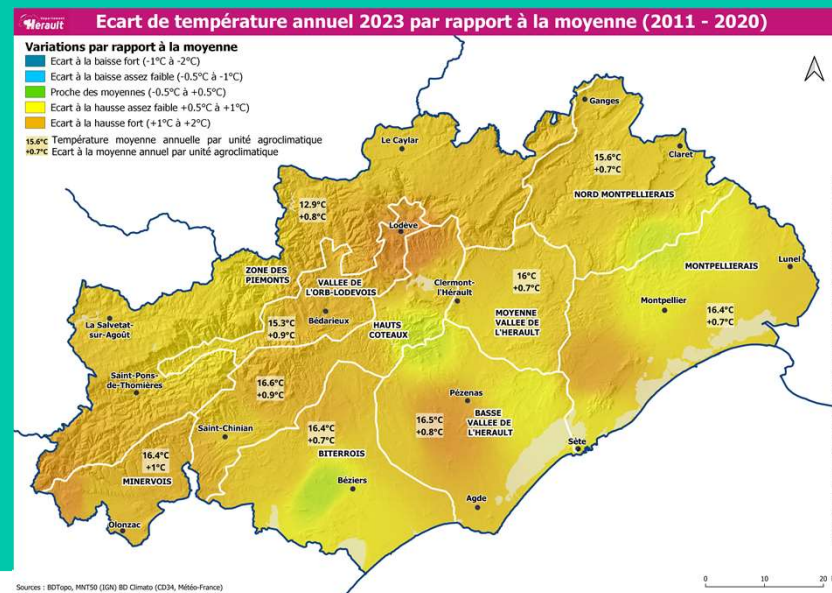 Département
Hérault
Ecart de température annuel 2023 par rapport à la moyenne (2011 - 2020)
Variations par rapport à la moyenne
Ecart à la baisse fort (-1°C à -2°C)
Ecart à la baisse assez faible (-0.5°C à -1°C)
Proche des moyennes (-0.5°C à +0.5°C)
Ecart à la hausse assez faible +0.5°C à +1°C)
Ecart à la hausse fort (+1°C à +2°C)
15.6°C Température moyenne annuelle par unité agroclimatique
+0.7°C Ecart à la moyenne annuel par unité agroclimatique
Ganges
Le Caylar
Claret
15.6°C
+0.7°C
NORD MONTPELLIERAIS
12.9°C
+0.8°C
Lodève
ZONE DES
PIEMONTS
VALLEE DE
L'ORB-LODEVOIS
Clermont-
l'Hérault
16°C
+0.7°C
MONTPELLIERAIS
Lunel
Montpellier
16.4°C
+0.7°C
La Salvetat-
sur-Agoût
15.3°C
+0.9°C
Bédarieux
HAUTS
COTEAUX
MOYENNE
VALLEE DE
L'HERAULT
Saint-Pons-
de-Thomières
16.6°C
+0.9°C
Pézenas
16.5°C
+0.8°C
BASSE
VALLEE DE
L'HERAULT
Saint-Chinian
16.4°C
+0.7°C
BITERROIS
Sète
16.4°C
+1°C
MINERVOIS
Béziers
Agde
Olonzac
Sources : BDTopo, MNT50 (IGN) BD Climato (CD34, Météo-France)
0 10 20